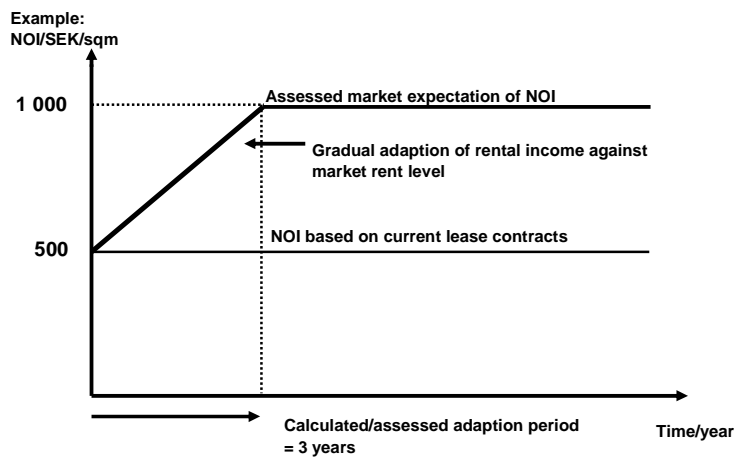 Example:
NOI/SEK/sqm
1 000
Assessed market expectation of NOI
Gradual adaption of rental income against
market rent level
NOI based on current lease contracts
500
Calculated/assessed adaption period
= 3 years
Time/year